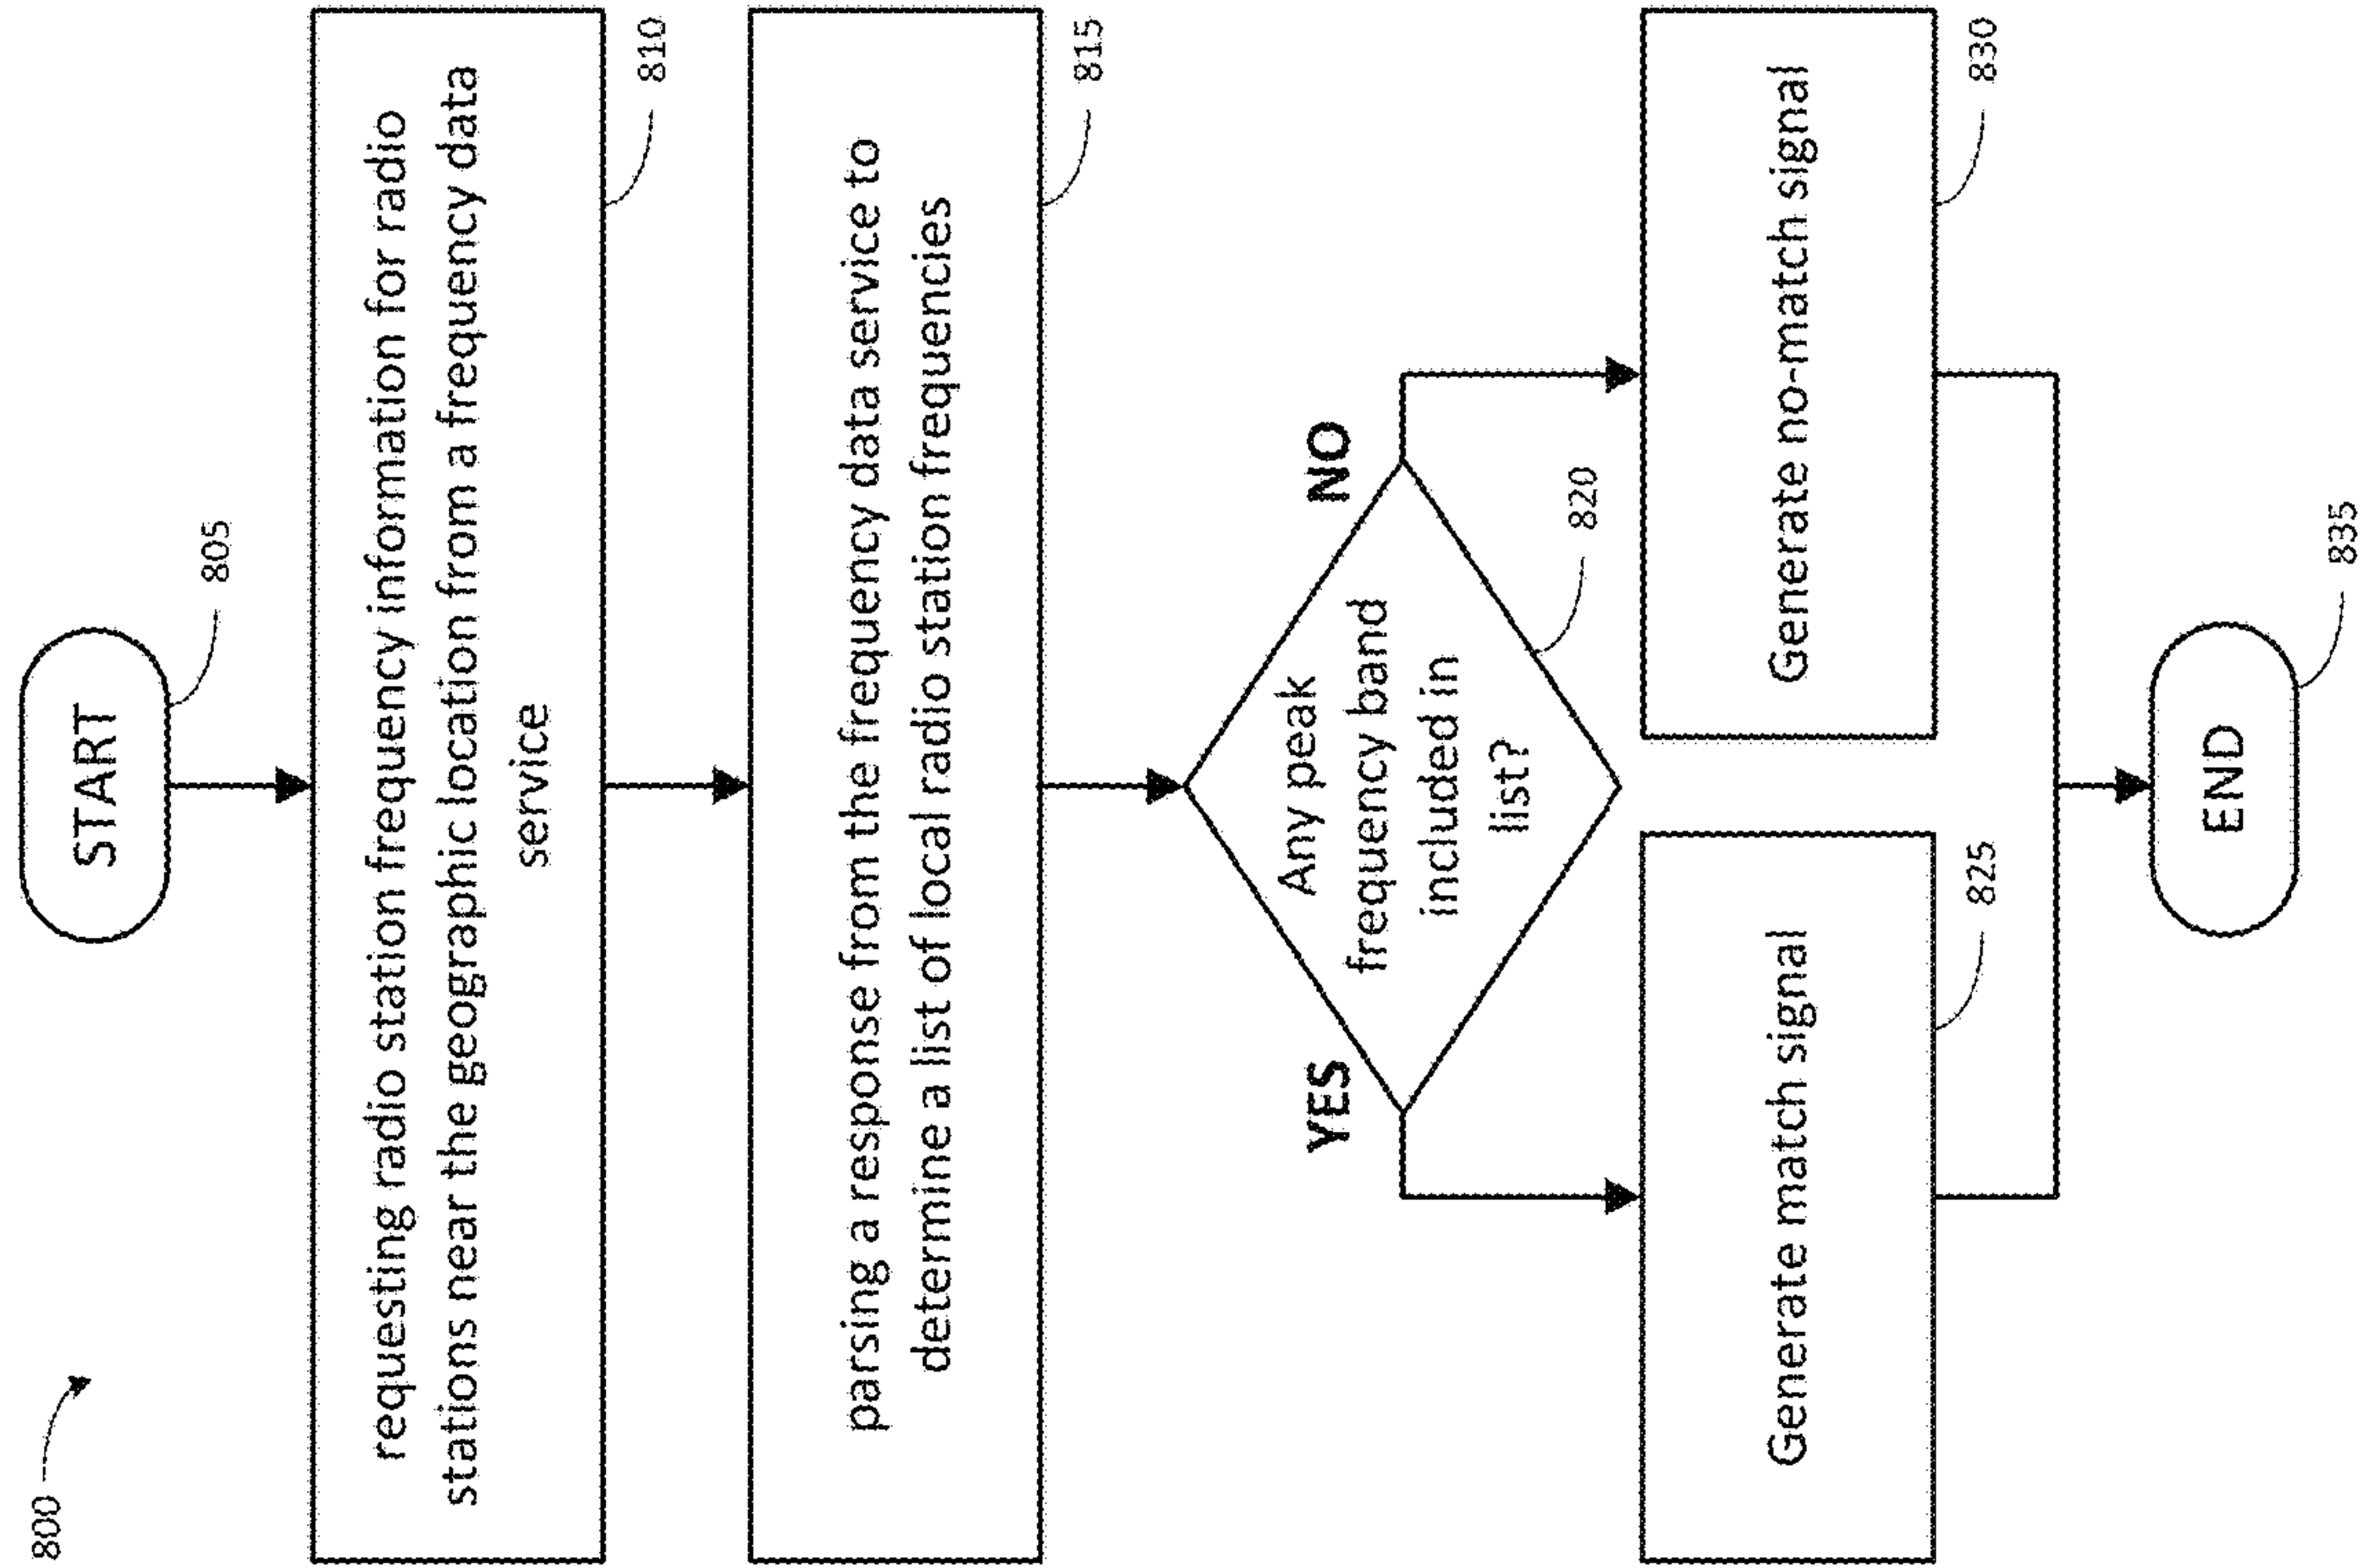 800
START
805
requesting radio station frequency information for radio
stations near the geographic location from a frequency data
service
810
parsing a response from the frequency data service to
determine a list of local radio station frequencies
815
Any peak
frequency band
included in
list?
820
YES
NO
Generate match signal
825
Generate no-match signal
830
END
835